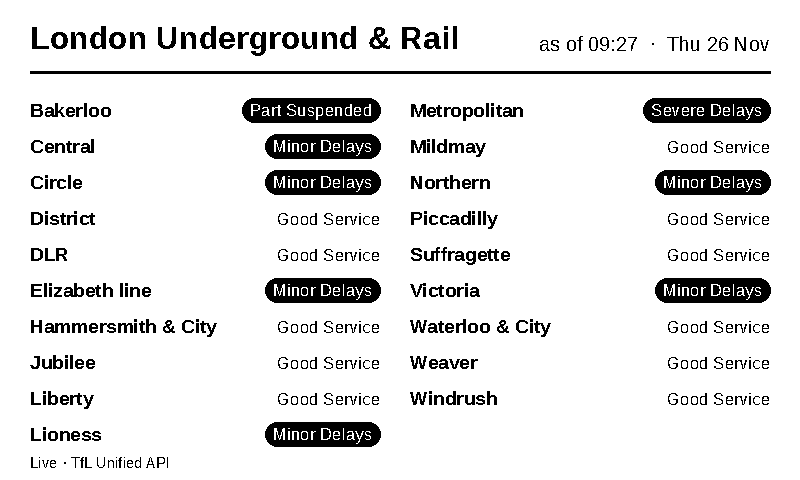 London Underground & Rail
as of 09:27 · Thu 26 Nov
Bakerloo Part Suspended
Central Minor Delays
Circle Minor Delays
District Good Service
DLR Good Service
Elizabeth line Minor Delays
Hammersmith & City Good Service
Jubilee Good Service
Liberty Good Service
Lioness Minor Delays
Metropolitan Severe Delays
Mildmay Good Service
Northern Minor Delays
Piccadilly Good Service
Suffragette Good Service
Victoria Minor Delays
Waterloo & City Good Service
Weaver Good Service
Windrush Good Service
Live · TfL Unified API